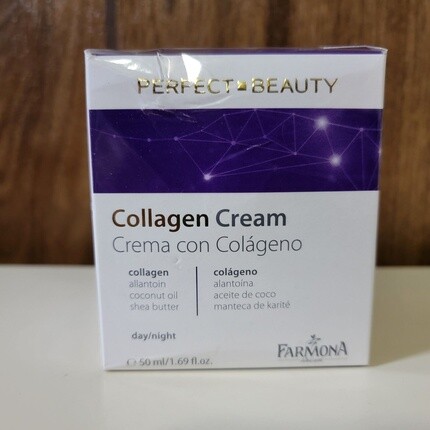 PERFECT BEAUTY
Collagen Cream
Crema con Colágeno
collagen
allantoin
coconut oil
shea butter
colágeno
alantoína
aceite de coco
manteca de karité
day/night
℮ 50 ml/1.69 fl.oz.
FARMONA